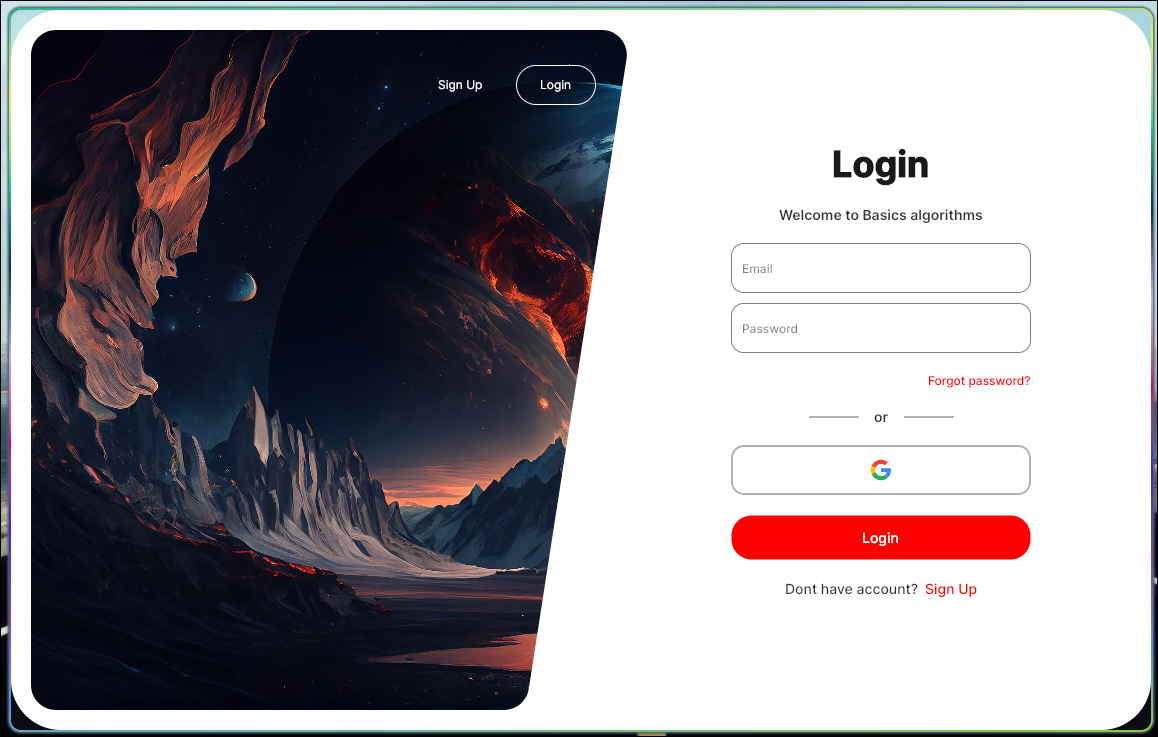 Sign Up
Login
Login
Welcome to Basics algorithms
Email
Password
Forgot password?
or
Login
Dont have account? Sign Up